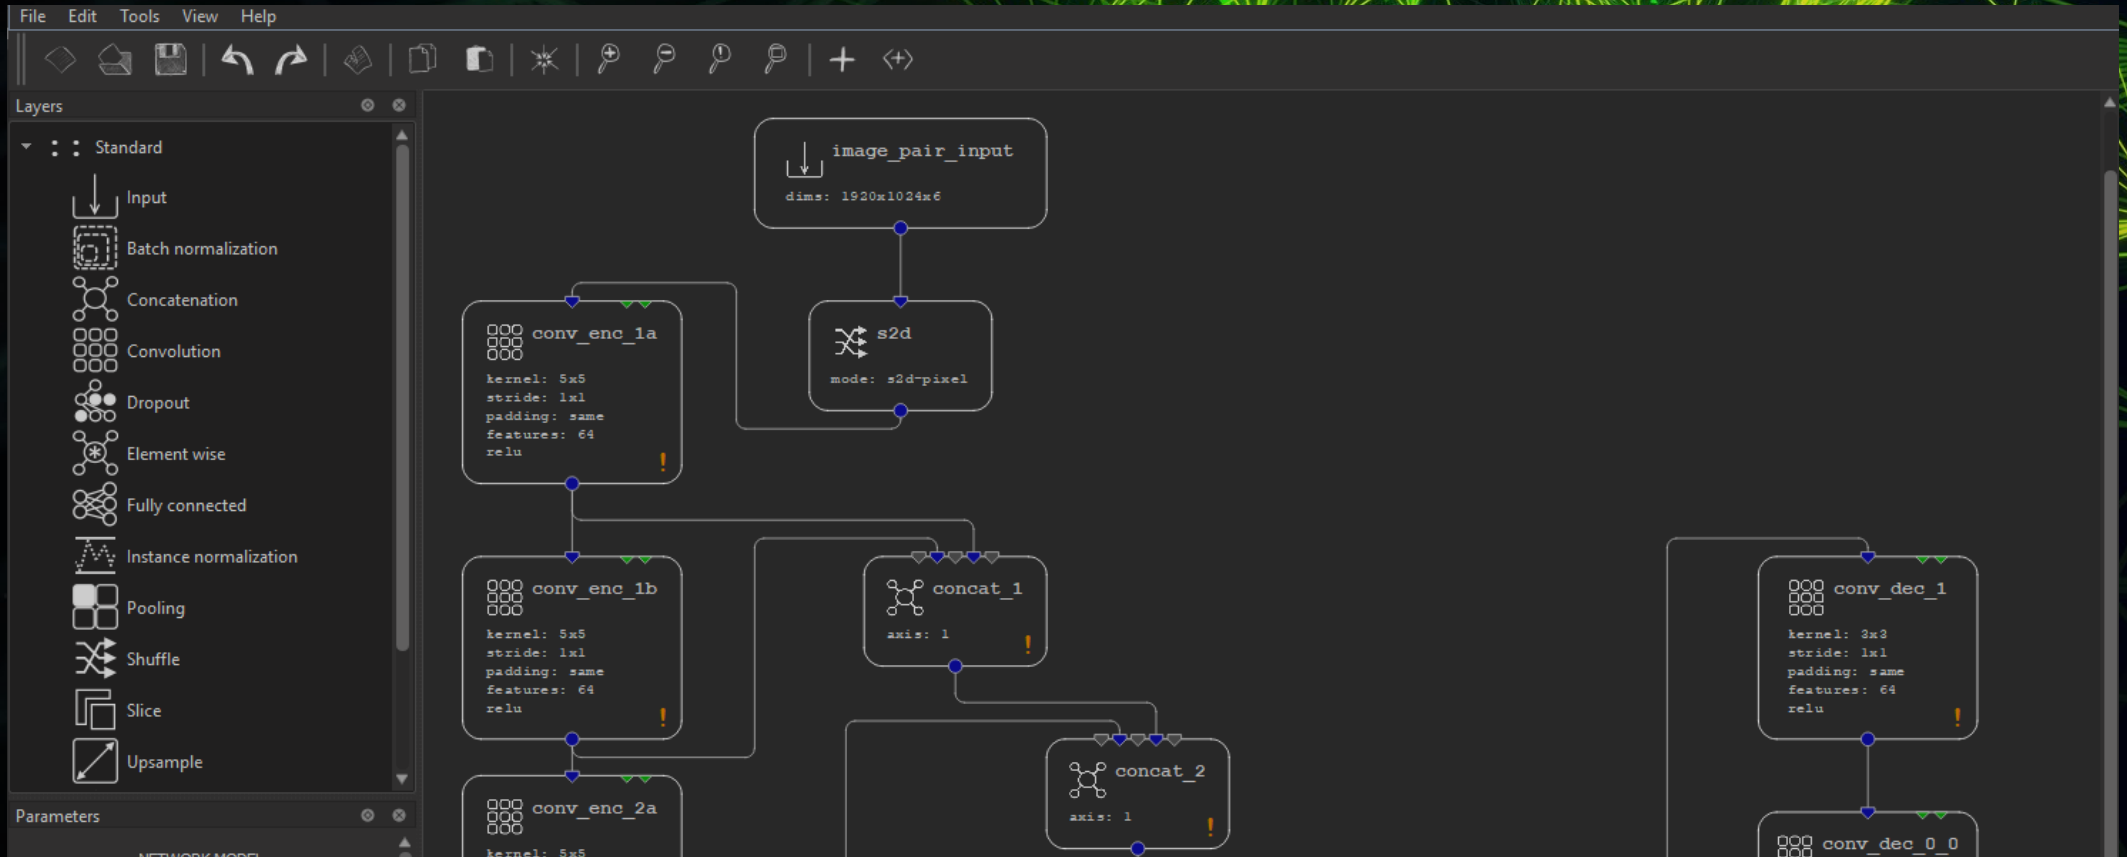 File Edit Tools View Help
Layers
Standard
Input
Batch normalization
Concatenation
Convolution
Dropout
Element wise
Fully connected
Instance normalization
Pooling
Shuffle
Slice
Upsample
Parameters
NETWORK MODEL
image_pair_input
dims: 1920x1024x6
conv_enc_1a
kernel: 5x5
stride: 1x1
padding: same
features: 64
relu
!
s2d
mode: s2d-pixel
conv_enc_1b
kernel: 5x5
stride: 1x1
padding: same
features: 64
relu
!
concat_1
axis: 1
!
conv_dec_1
kernel: 3x3
stride: 1x1
padding: same
features: 64
relu
!
concat_2
axis: 1
!
conv_enc_2a
kernel: 5x5
conv_dec_0_0